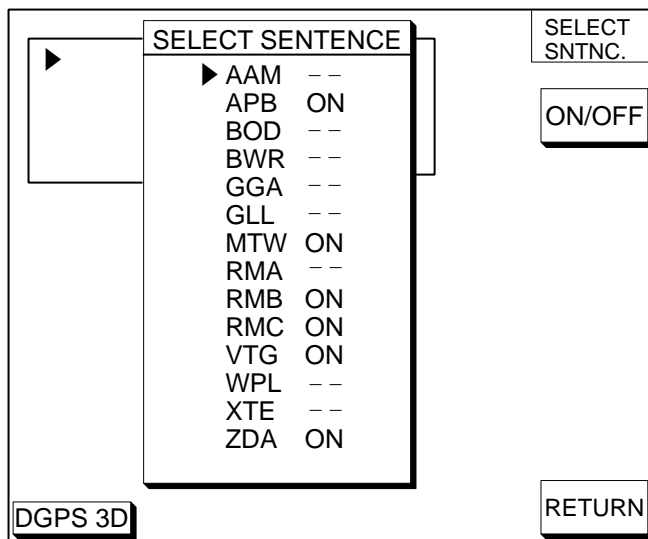 SELECT SENTENCE
AAM – –
APB ON
BOD – –
BWR – –
GGA – –
GLL – –
MTW ON
RMA – –
RMB ON
RMC ON
VTG ON
WPL – –
XTE – –
ZDA ON
SELECT
SNTNC.
ON/OFF
RETURN
DGPS 3D